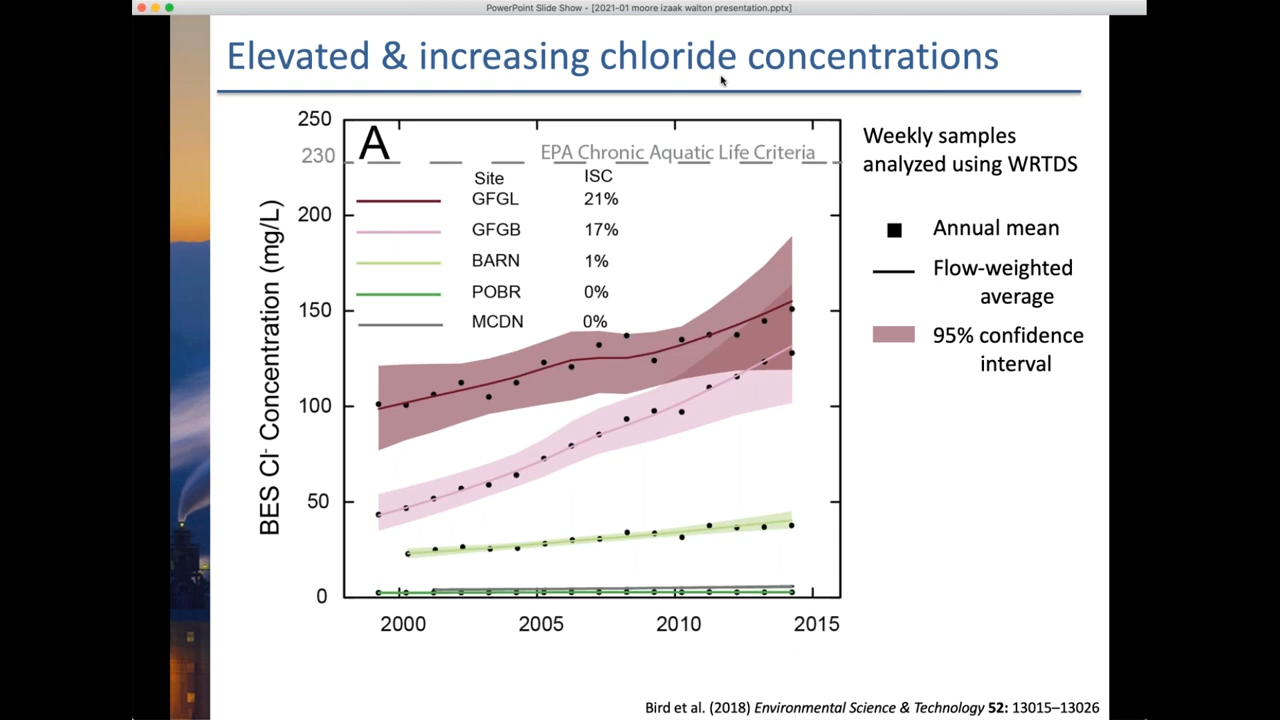 PowerPoint Slide Show - [2021-01 moore izaak walton presentation.pptx]
Elevated & increasing chloride concentrations
A
EPA Chronic Aquatic Life Criteria
Site ISC
GFGL 21%
GFGB 17%
BARN 1%
POBR 0%
MCDN 0%
BES Cl- Concentration (mg/L)
250
230
200
150
100
50
0
2000 2005 2010 2015
Weekly samples
analyzed using WRTDS
Annual mean
Flow-weighted
average
95% confidence
interval
Bird et al. (2018) Environmental Science & Technology 52: 13015–13026